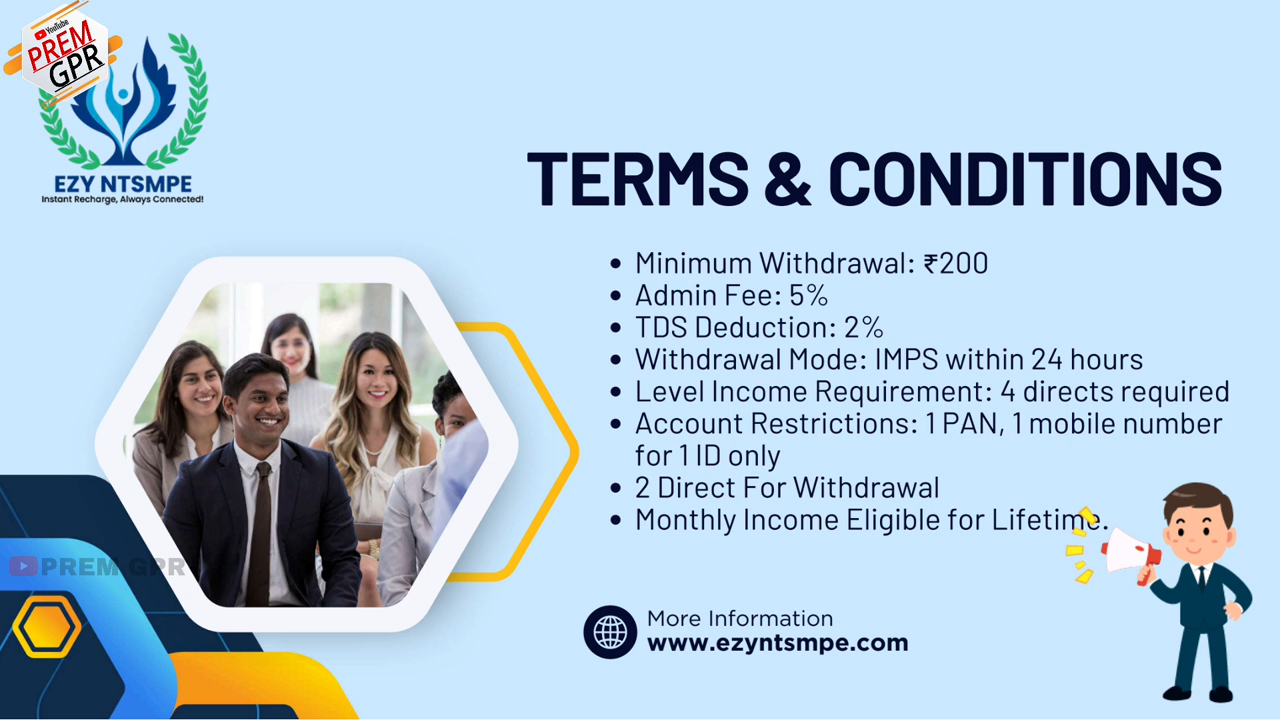 YouTube
PREM
GPR
EZY NTSMPE
Instant Recharge, Always Connected!
TERMS & CONDITIONS
Minimum Withdrawal: ₹200
Admin Fee: 5%
TDS Deduction: 2%
Withdrawal Mode: IMPS within 24 hours
Level Income Requirement: 4 directs required
Account Restrictions: 1 PAN, 1 mobile number
for 1 ID only
2 Direct For Withdrawal
Monthly Income Eligible for Lifetime.
PREM GPR
More Information
www.ezyntsmpe.com